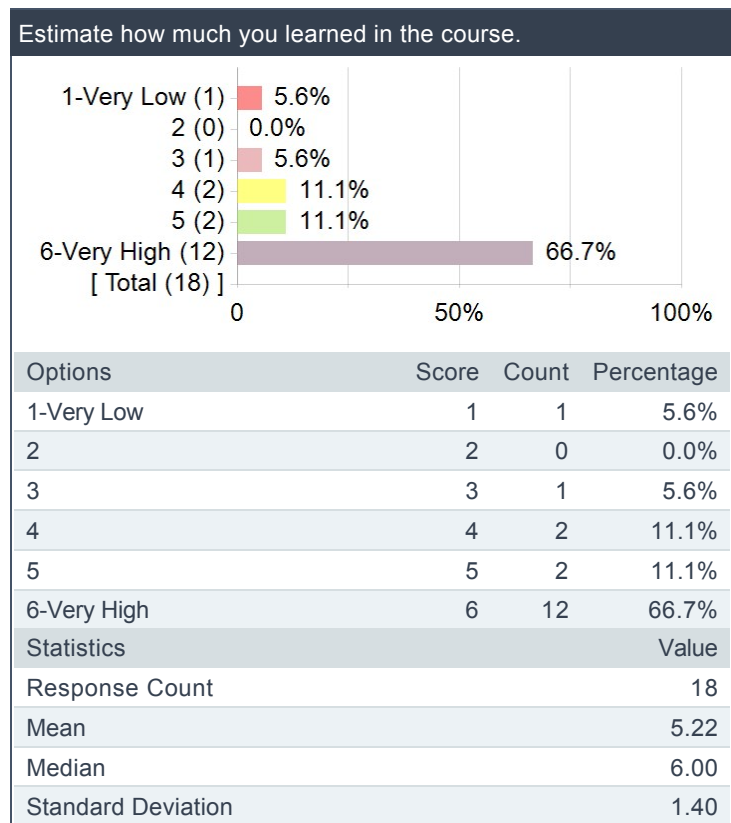 Estimate how much you learned in the course.
1-Very Low (1) 5.6%
2 (0) 0.0%
3 (1) 5.6%
4 (2) 11.1%
5 (2) 11.1%
6-Very High (12) 66.7%
[ Total (18) ]
0 50% 100%
Options Score Count Percentage
1-Very Low 1 1 5.6%
2 2 0 0.0%
3 3 1 5.6%
4 4 2 11.1%
5 5 2 11.1%
6-Very High 6 12 66.7%
Statistics Value
Response Count 18
Mean 5.22
Median 6.00
Standard Deviation 1.40